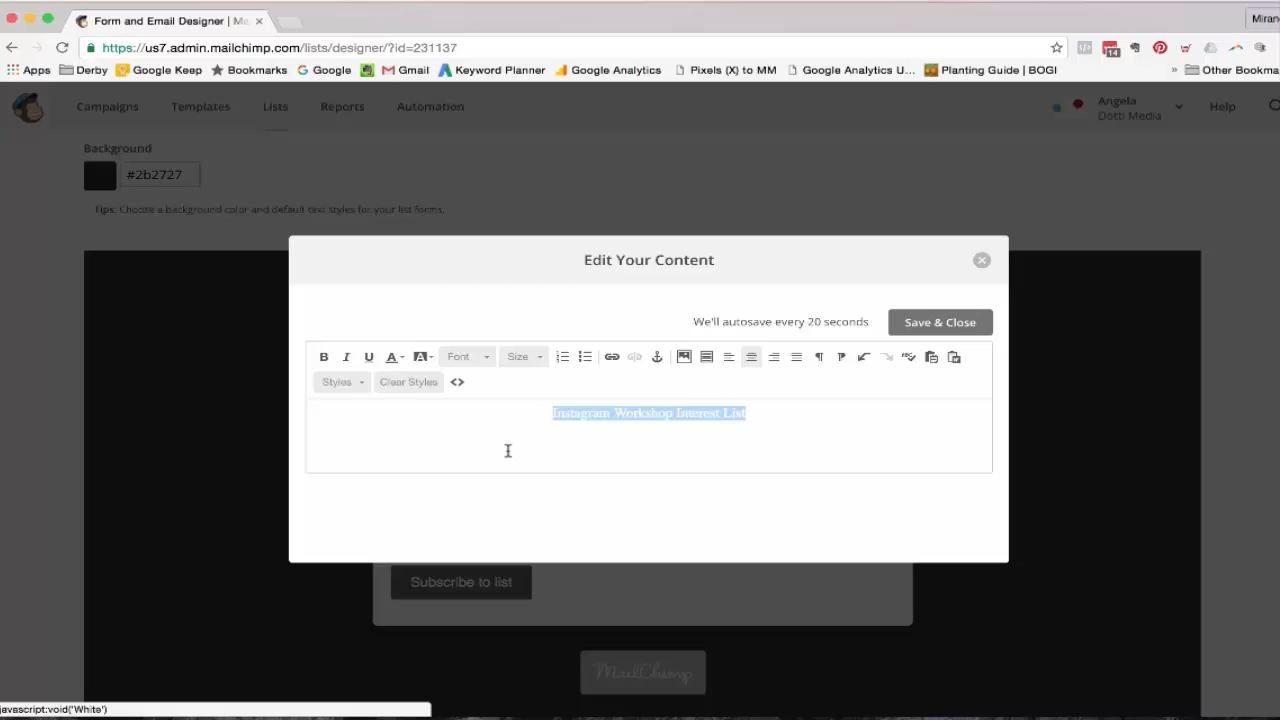 Form and Email Designer | Me
Miran
https://us7.admin.mailchimp.com/lists/designer/?id=231137
14
Apps Derby Google Keep Bookmarks Google Gmail Keyword Planner Google Analytics Pixels (X) to MM Google Analytics U... Planting Guide | BOGI » Other Bookma
Campaigns Templates Lists Reports Automation Angela Help
Dotti Media
Background
#2b2727
Tips: Choose a background color and default text styles for your list forms.
Edit Your Content
We'll autosave every 20 seconds Save & Close
B I U A A Font Size
Styles Clear Styles <>
Instagram Workshop Interest List
Subscribe to list
MailChimp
javascript:void('White')